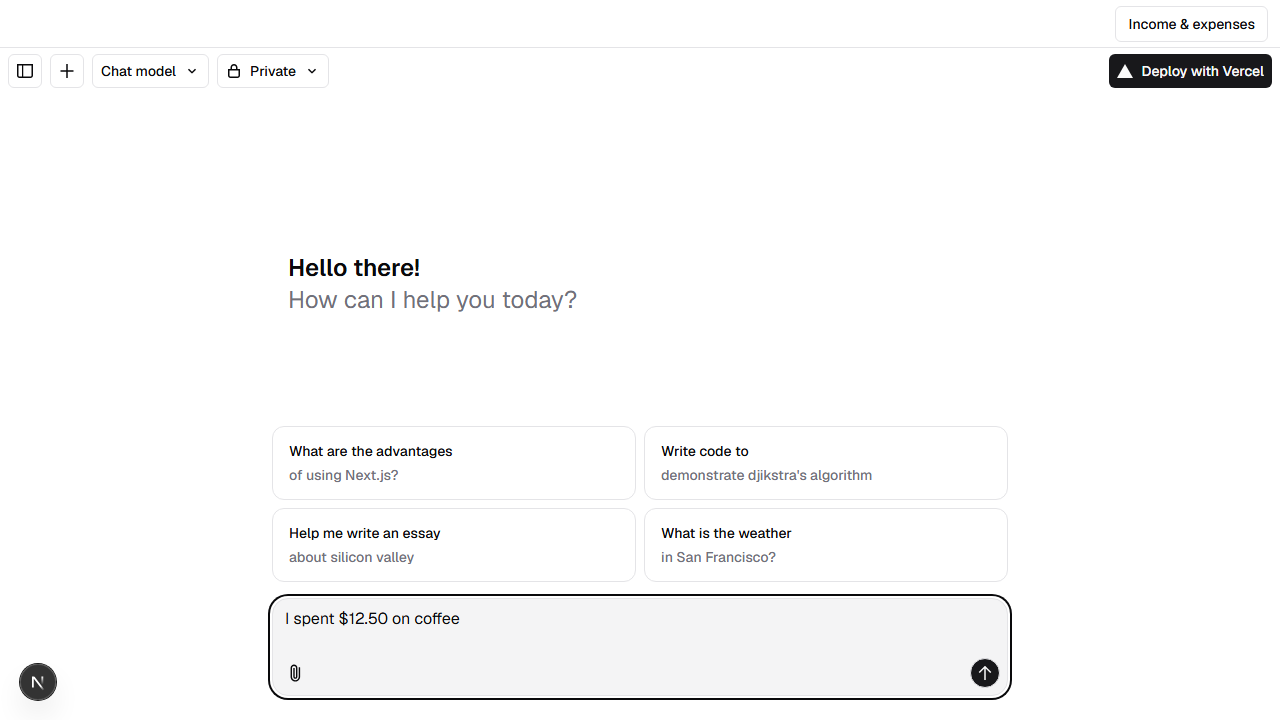 Income & expenses
Chat model
Private
Deploy with Vercel
Hello there!
How can I help you today?
What are the advantages
of using Next.js?
Write code to
demonstrate djikstra's algorithm
Help me write an essay
about silicon valley
What is the weather
in San Francisco?
I spent $12.50 on coffee
N